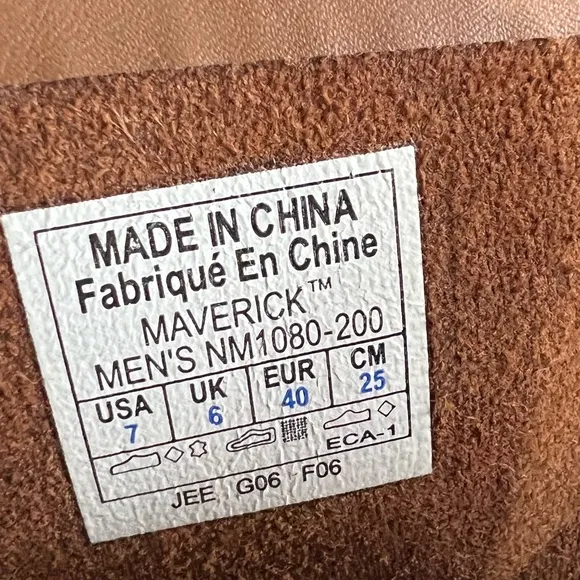 MADE IN CHINA
Fabriqué En Chine
MAVERICK™
MEN'S NM1080-200
USA UK EUR CM
7 6 40 25
ECA-1
JEE G06 F06